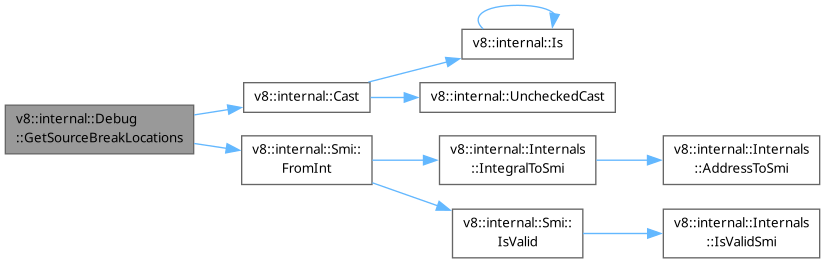 v8::internal::Debug
::GetSourceBreakLocations
v8::internal::Cast
v8::internal::Is
v8::internal::UncheckedCast
v8::internal::Smi::
FromInt
v8::internal::Internals
::IntegralToSmi
v8::internal::Internals
::AddressToSmi
v8::internal::Smi::
IsValid
v8::internal::Internals
::IsValidSmi